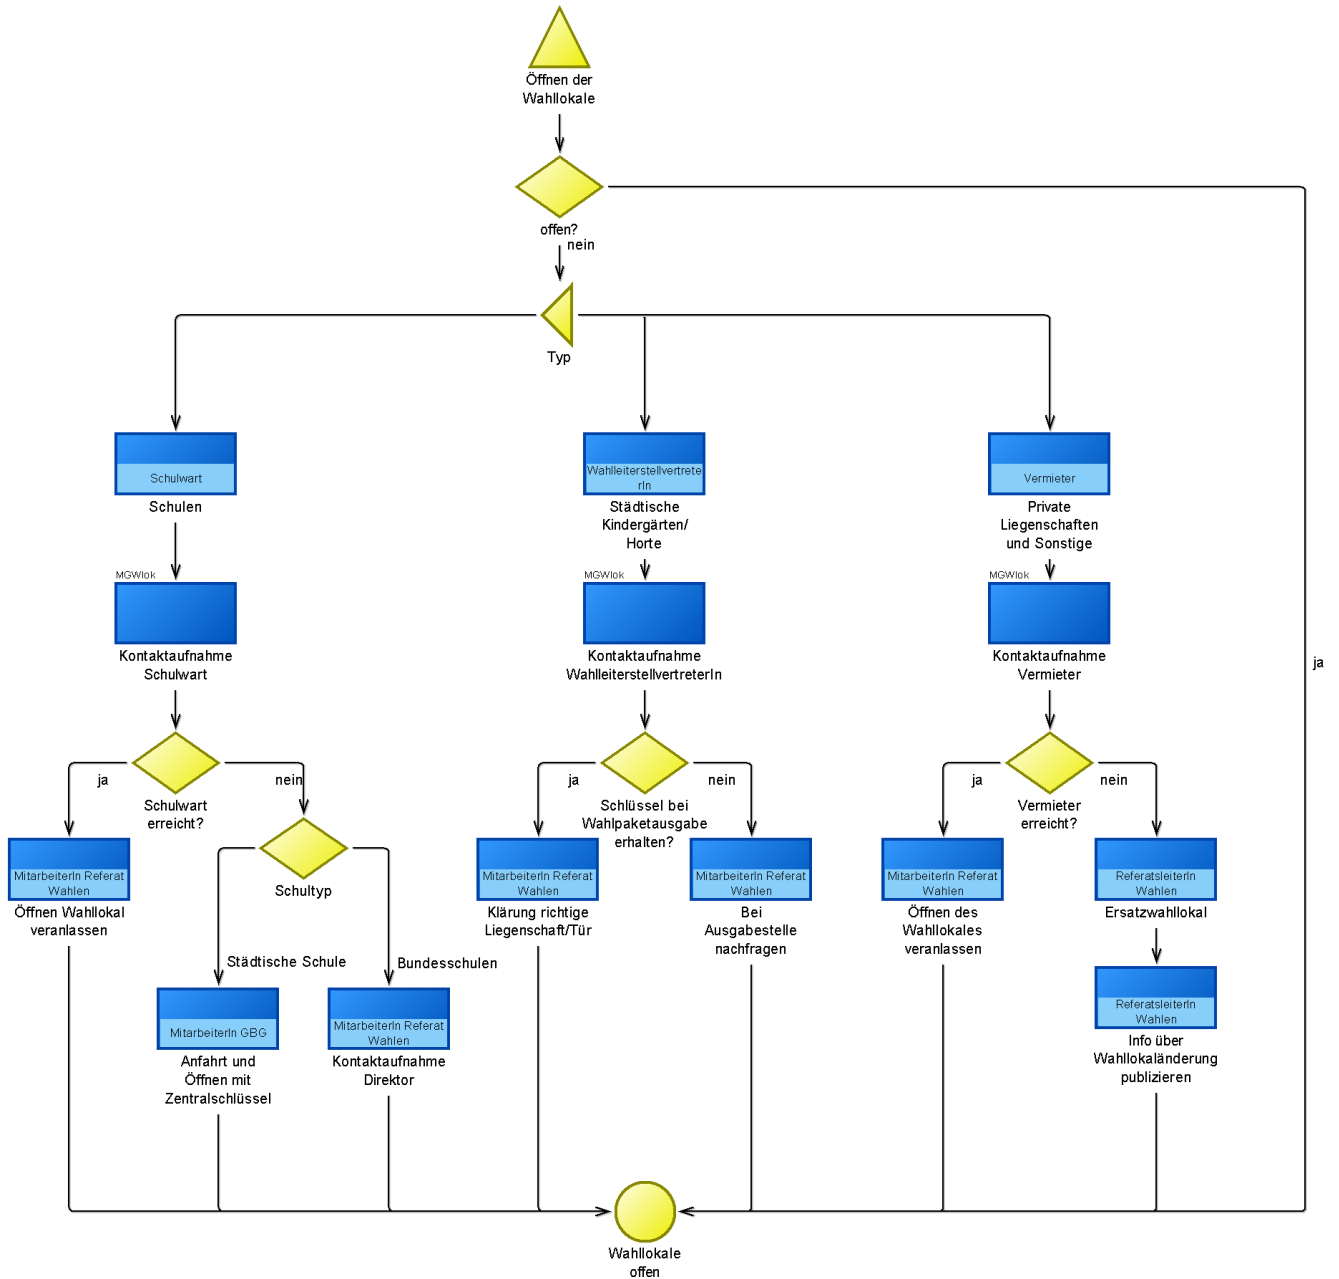 Öffnen der
Wahllokale
offen?
nein
Typ
Schulwart
Schulen
WahlleiterstellvertreterIn
Städtische
Kindergärten/
Horte
Vermieter
Private
Liegenschaften
und Sonstige
MGWlok
Kontaktaufnahme
Schulwart
MGWlok
Kontaktaufnahme
WahlleiterstellvertreterIn
MGWlok
Kontaktaufnahme
Vermieter
ja
ja
nein
Schulwart
erreicht?
ja
nein
Schlüssel bei
Wahlpaketausgabe
erhalten?
ja
nein
Vermieter
erreicht?
MitarbeiterIn Referat
Wahlen
Öffnen Wahllokal
veranlassen
Schultyp
MitarbeiterIn Referat
Wahlen
Klärung richtige
Liegenschaft/Tür
MitarbeiterIn Referat
Wahlen
Bei
Ausgabestelle
nachfragen
MitarbeiterIn Referat
Wahlen
Öffnen des
Wahllokales
veranlassen
ReferatsleiterIn
Wahlen
Ersatzwahllokal
Städtische Schule
Bundesschulen
MitarbeiterIn GBG
Anfahrt und
Öffnen mit
Zentralschlüssel
MitarbeiterIn Referat
Wahlen
Kontaktaufnahme
Direktor
ReferatsleiterIn
Wahlen
Info über
Wahllokaländerung
publizieren
Wahllokale
offen